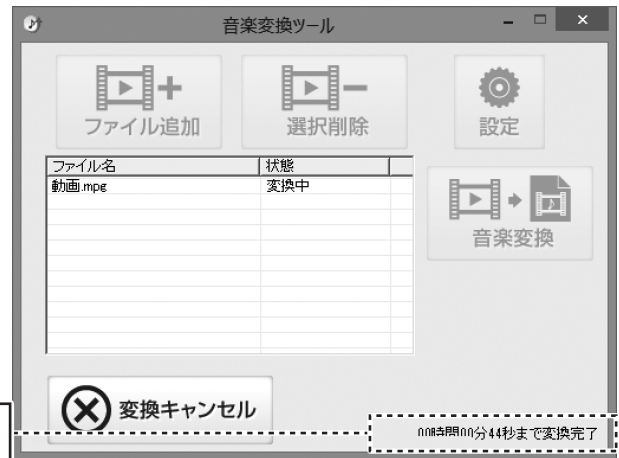 音楽変換ツール
ファイル追加
選択削除
設定
ファイル名 状態
動画.mpg 変換中
音楽変換
変換キャンセル
00時間00分44秒まで変換完了